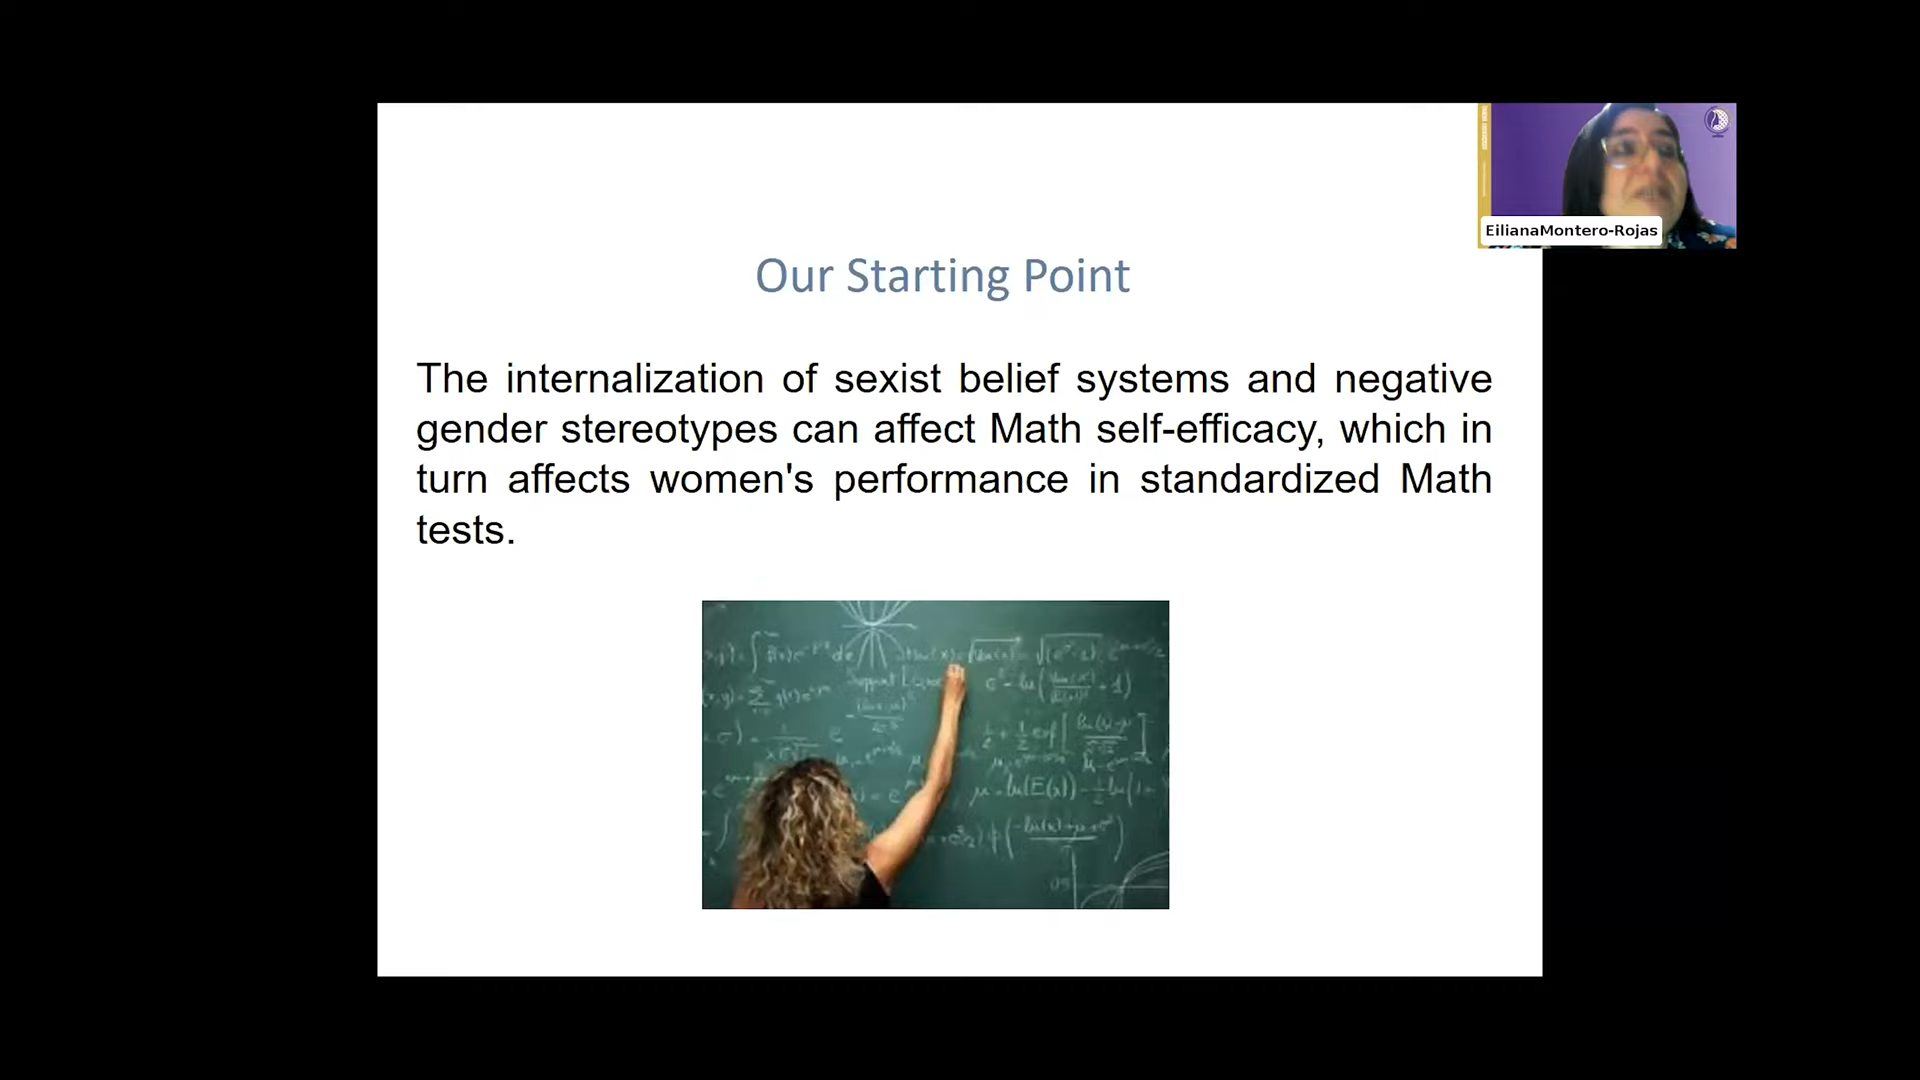 EilianaMontero-Rojas
Our Starting Point
The internalization of sexist belief systems and negative
gender stereotypes can affect Math self-efficacy, which in
turn affects women's performance in standardized Math
tests.